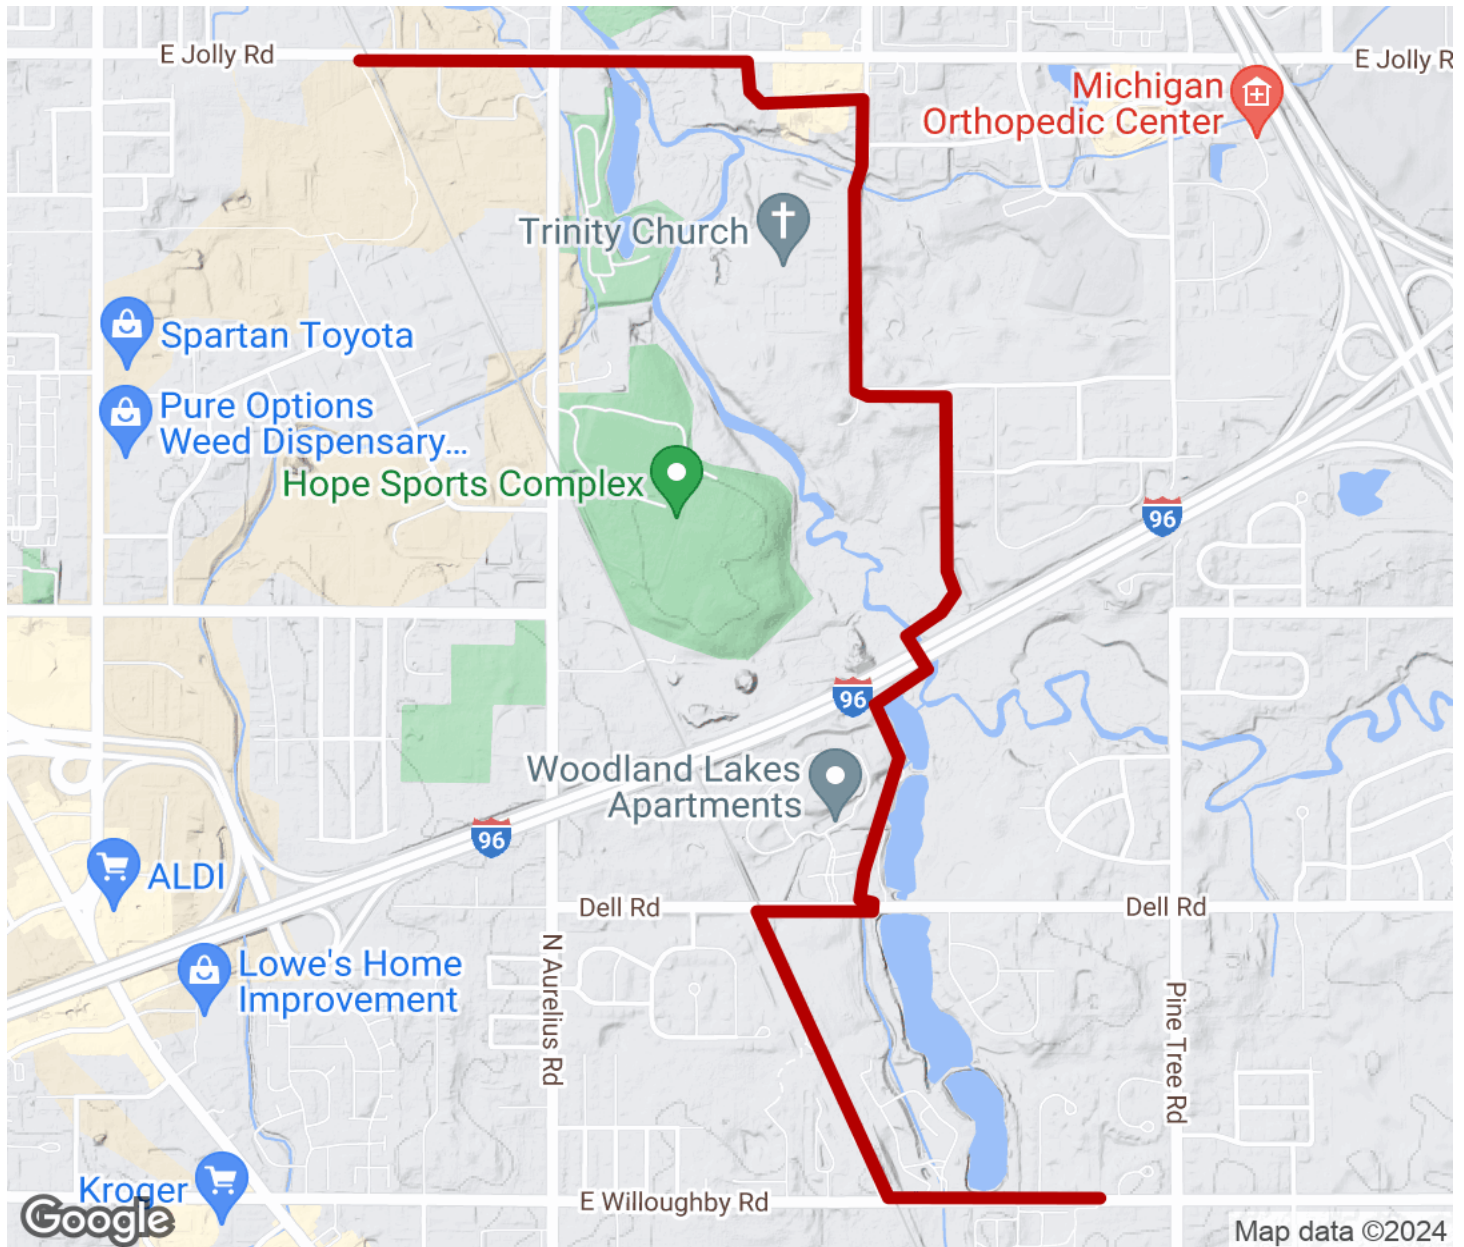 E Jolly Rd
E Jolly R
Michigan
Orthopedic Center
Trinity Church
Spartan Toyota
Pure Options
Weed Dispensary...
Hope Sports Complex
96
96
Woodland Lakes
Apartments
96
ALDI
Dell Rd
Dell Rd
Lowe's Home
Improvement
N Aurelius Rd
Pine Tree Rd
Kroger
E Willoughby Rd
Google
Map data ©2024